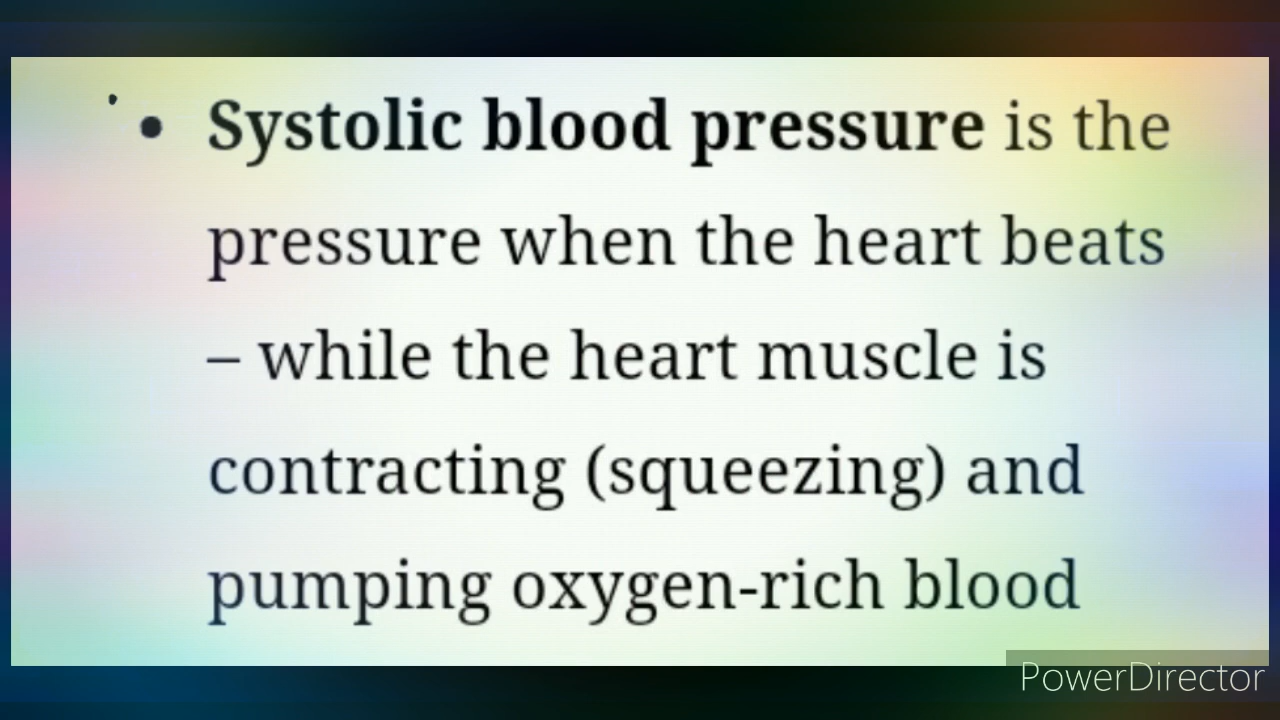 • Systolic blood pressure is the
pressure when the heart beats
– while the heart muscle is
contracting (squeezing) and
pumping oxygen-rich blood
PowerDirector